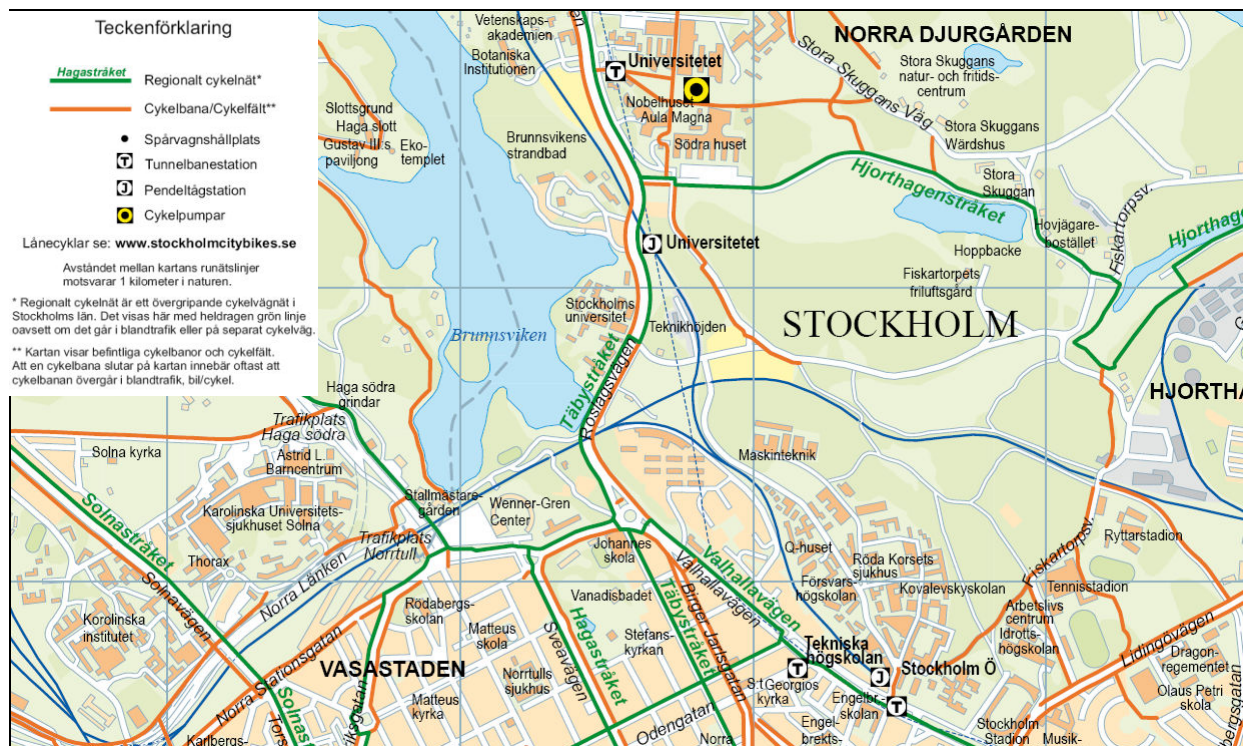 Teckenförklaring
Hagastråket
Regionalt cykelnät*
Cykelbana/Cykelfält**
Spårvagnshållplats
T Tunnelbanestation
J Pendeltågstation
Cykelpumpar
Lånecyklar se: www.stockholmcitybikes.se
Avståndet mellan kartans runätslinjer
motsvarar 1 kilometer i naturen.
* Regionalt cykelnät är ett övergripande cykelvägnät i
Stockholms län. Det visas här med heldragen grön linje
oavsett om det går i blandtrafik eller på separat cykelväg.
** Kartan visar befintliga cykelbanor och cykelfält.
Att en cykelbana slutar på kartan innebär oftast att
cykelbanan övergår i blandtrafik, bil/cykel.
Vetenskaps-
akademien
Botaniska
Institutionen
T Universitetet
NORRA DJURGÅRDEN
Stora Skuggans
natur- och fritids-
centrum
Stora Skuggans Väg
Nobelhuset
Aula Magna
Södra huset
Slottsgrund
Haga slott
Gustav III:s
paviljong
Eko-
templet
Brunnsvikens
strandbad
Stora Skuggans
Wärdshus
Stora
Skuggan
Hjorthagenstråket
Fiskartorpsv.
Hovjägare-
bostället
Hjorthage
J Universitetet
Hoppbacke
Fiskartorpets
friluftsgård
Stockholms
universitet
Teknikhöjden
STOCKHOLM
Brunnsviken
Täbystråket
Roslagsvägen
HJORTHA
Haga södra
grindar
Trafikplats
Haga södra
Solna kyrka
Astrid L.
Barncentrum
Maskinteknik
Karolinska Universitets-
sjukhuset Solna
Stallmästare-
gården
Wenner-Gren
Center
Solnastråket
Solnavägen
Thorax
Trafikplats
Norrtull
Norra Länken
Johannes
skola
Valhallavägen
Valhallavägen
Q-huset
Röda Korsets
sjukhus
Försvars-
högskolan
Kovalevskyskolan
Fiskartorpsv.
Ryttarstadion
Tennisstadion
Arbetslivs
centrum
Idrotts-
högskolan
Lidingövägen
Korolinska
institutet
Rödabergs-
skolan
Matteus
skola
Vanadisbadet
Hagastråket
Sveavägen
Stefans-
kyrkan
Täbystråket
Birger Jarlsgatan
Tekniska
högskolan
T
J Stockholm Ö
Dragon-
regementet
Olaus Petri
skola
VASASTADEN
Norrtulls
sjukhus
Norra Stationsgatan
Matteus
kyrka
S:t Georgios
kyrka
Engelbr.
skolan
T
Engel-
brekts-
Stockholm
Stadion
Musik-
Odengatan
Norra
Karlbergs-
Solnast
Tors
riksgatan
bergsgatan